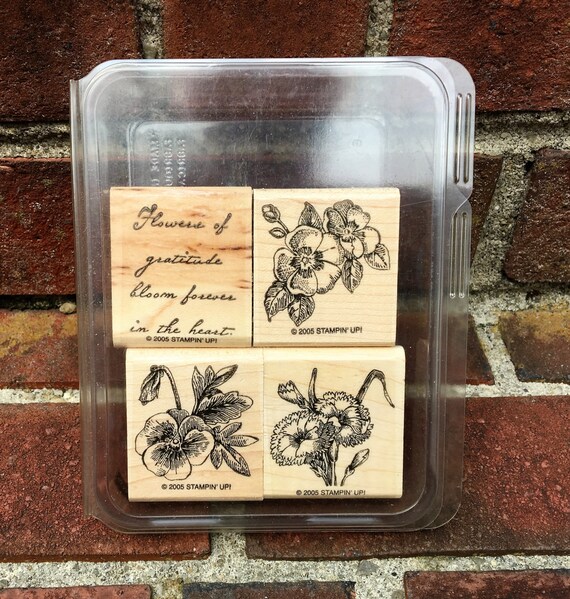 Flowers of
gratitude
bloom forever
in the heart.
© 2005 STAMPIN' UP!
© 2005 STAMPIN' UP!
© 2005 STAMPIN' UP!
© 2005 STAMPIN' UP!